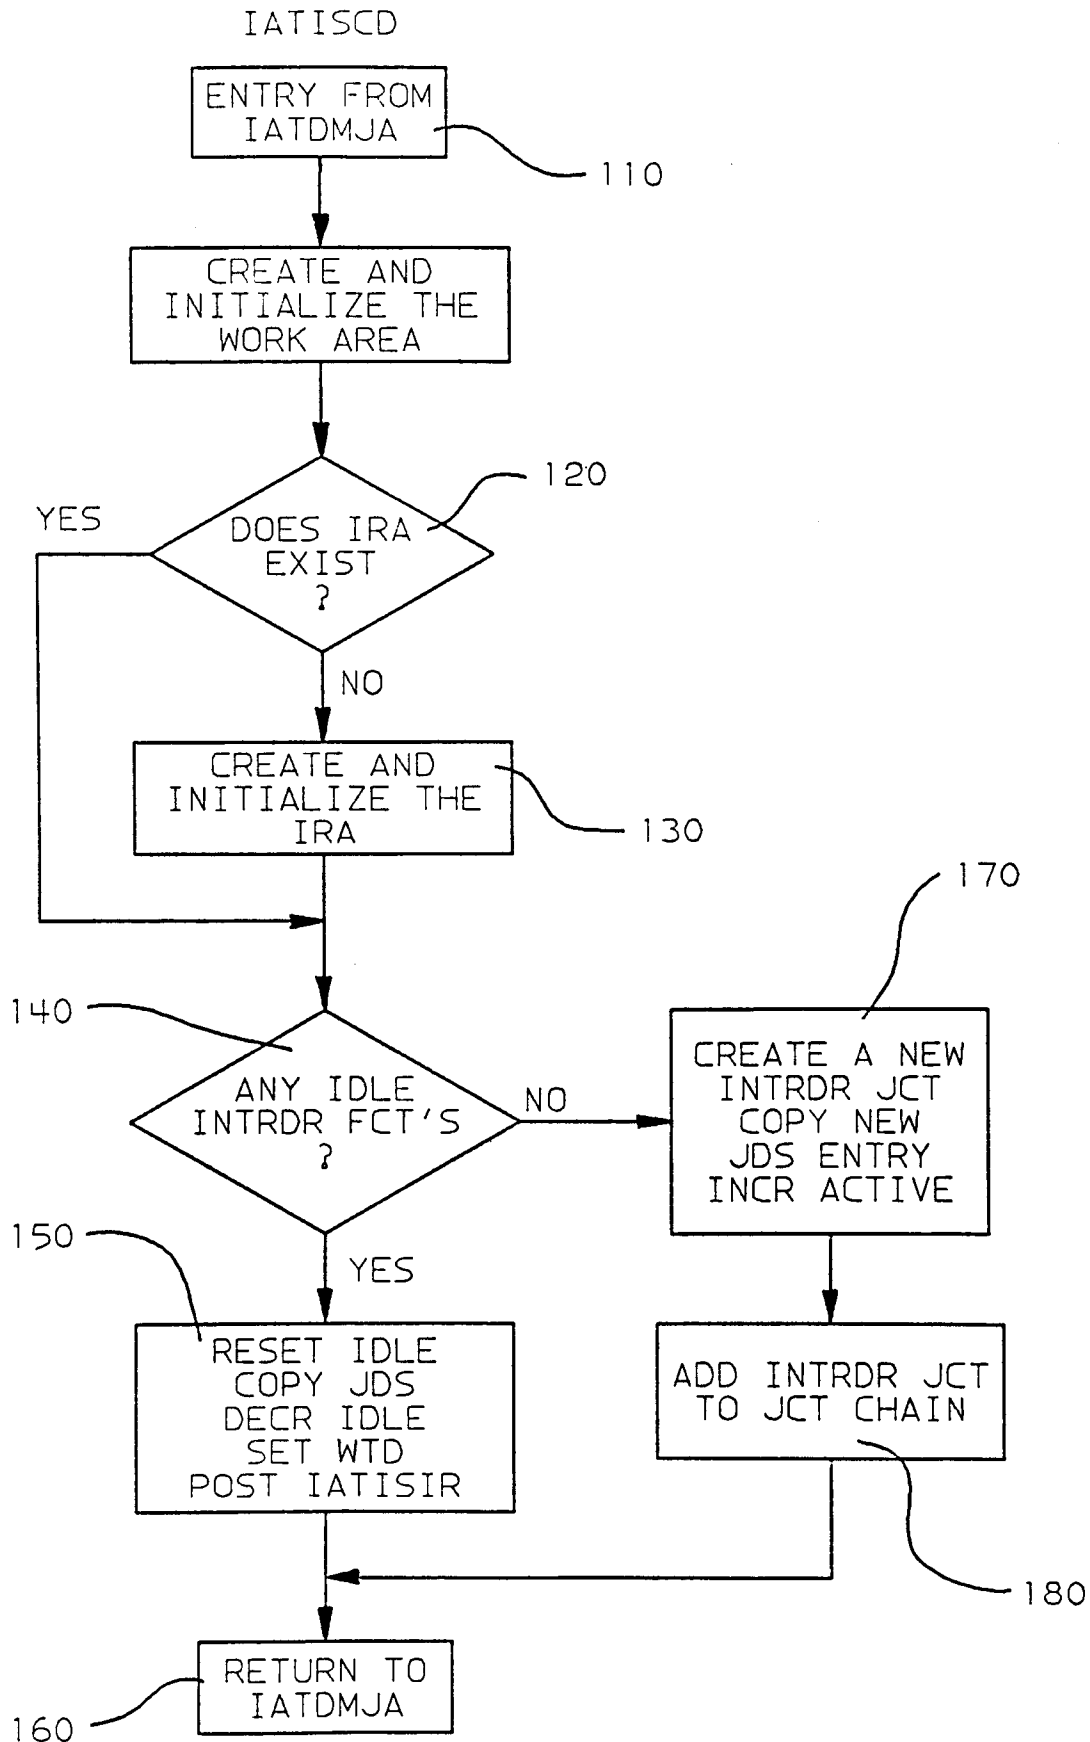 IATISCD
ENTRY FROM
IATDMJA
110
CREATE AND
INITIALIZE THE
WORK AREA
120
YES
DOES IRA
EXIST
?
NO
CREATE AND
INITIALIZE THE
IRA
130
170
140
ANY IDLE
INTRDR FCT'S
?
NO
CREATE A NEW
INTRDR JCT
COPY NEW
JDS ENTRY
INCR ACTIVE
150
YES
RESET IDLE
COPY JDS
DECR IDLE
SET WTD
POST IATISIR
ADD INTRDR JCT
TO JCT CHAIN
180
RETURN TO
IATDMJA
160